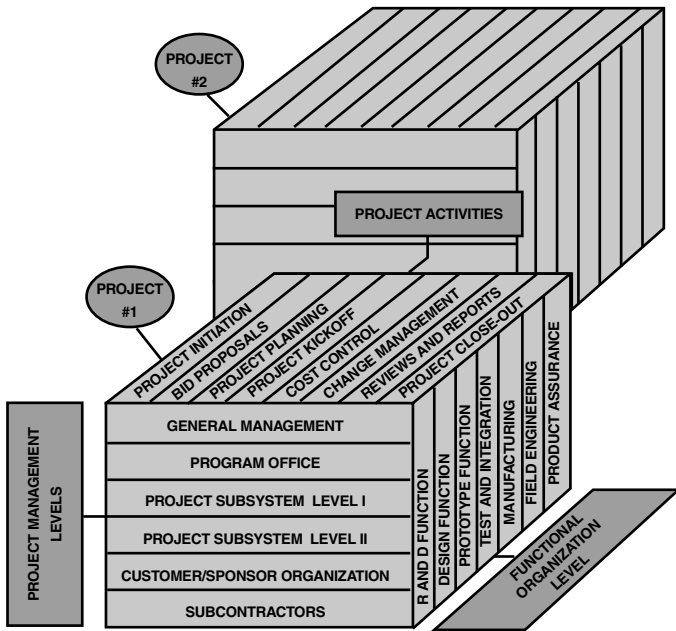 PROJECT
#2
PROJECT ACTIVITIES
PROJECT
#1
PROJECT INITIATION
BID PROPOSALS
PROJECT PLANNING
PROJECT KICKOFF
COST CONTROL
CHANGE MANAGEMENT
REVIEWS AND REPORTS
PROJECT CLOSE-OUT
GENERAL MANAGEMENT
PROGRAM OFFICE
PROJECT SUBSYSTEM LEVEL I
PROJECT SUBSYSTEM LEVEL II
CUSTOMER/SPONSOR ORGANIZATION
SUBCONTRACTORS
PROJECT MANAGEMENT
LEVELS
R AND D FUNCTION
DESIGN FUNCTION
PROTOTYPE FUNCTION
TEST AND INTEGRATION
MANUFACTURING
FIELD ENGINEERING
PRODUCT ASSURANCE
FUNCTIONAL
ORGANIZATION
LEVEL